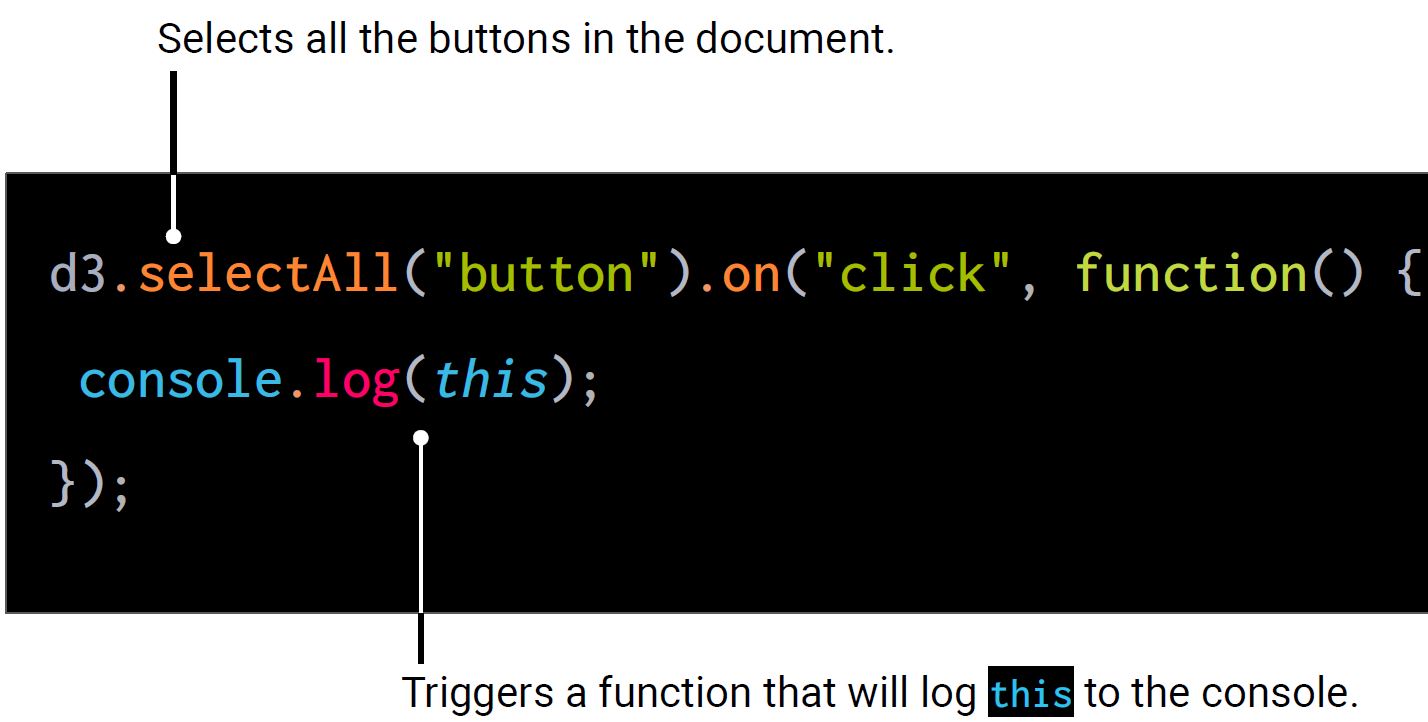 Selects all the buttons in the document.
d3.selectAll("button").on("click", function() {
console.log(this);
});
Triggers a function that will log this to the console.